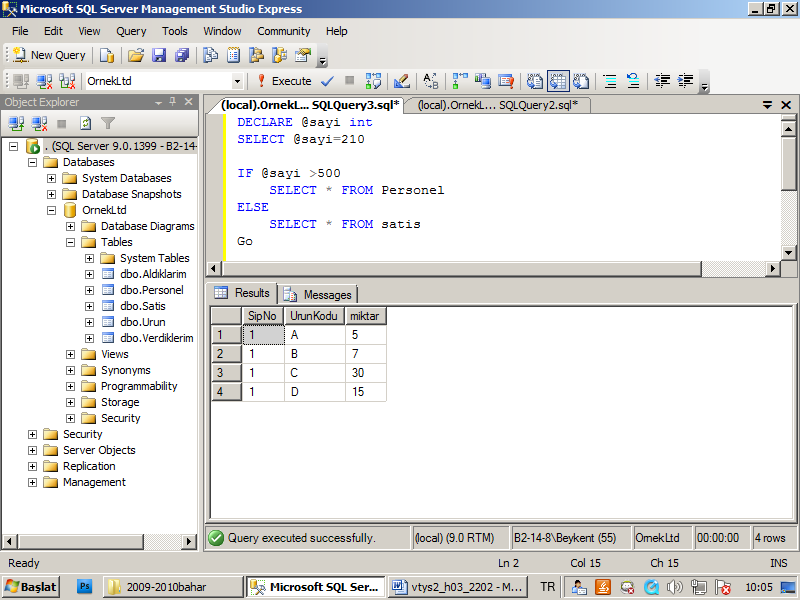 Microsoft SQL Server Management Studio Express
File Edit View Query Tools Window Community Help
New Query
OrnekLtd Execute
Object Explorer
(local).OrnekL... SQLQuery3.sql* (local).OrnekL... SQLQuery2.sql*
. (SQL Server 9.0.1399 - B2-14-
Databases
System Databases
Database Snapshots
OrnekLtd
Database Diagrams
Tables
System Tables
dbo.Aldiklarim
dbo.Personel
dbo.Satis
dbo.Urun
dbo.Verdiklerim
Views
Synonyms
Programmability
Storage
Security
Security
Server Objects
Replication
Management
DECLARE @sayi int
SELECT @sayi=210
IF @sayi >500
SELECT * FROM Personel
ELSE
SELECT * FROM satis
Go
Results Messages
SipNo UrunKodu miktar
1 1 A 5
2 1 B 7
3 1 C 30
4 1 D 15
Query executed successfully. (local) (9.0 RTM) B2-14-8\Beykent (55) OrnekLtd 00:00:00 4 rows
Ready Ln 2 Col 15 Ch 15 INS
Başlat Ps 2009-2010bahar Microsoft SQL Ser... vtys2_h03_2202 - M... TR 10:05